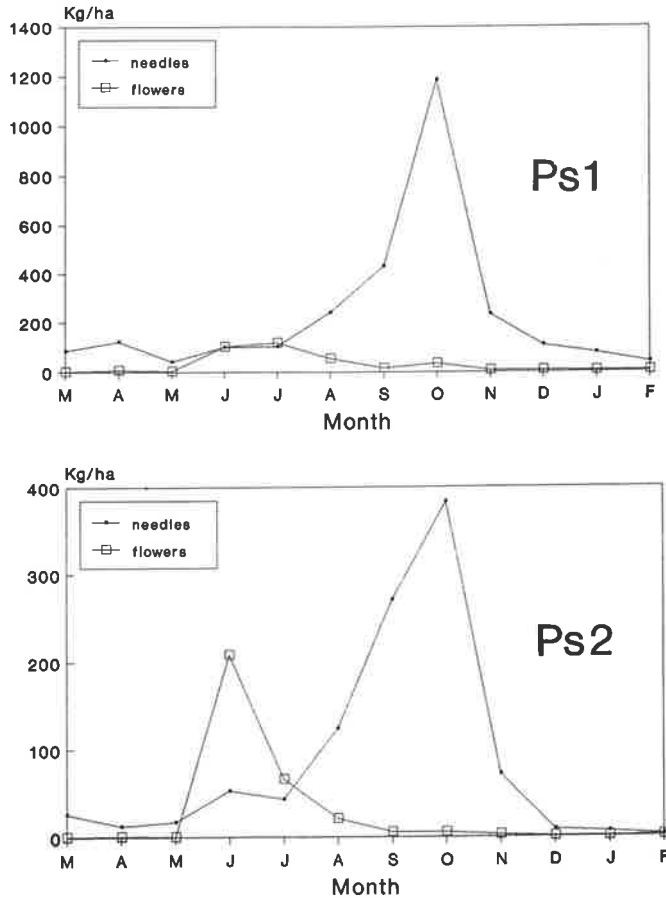 Kg/ha
1400
needles
flowers
1200
1000
800
600
400
200
0
Ps1
M A M J J A S O N D J F
Month
Kg/ha
400
needles
flowers
300
200
100
0
Ps2
M A M J J A S O N D J F
Month